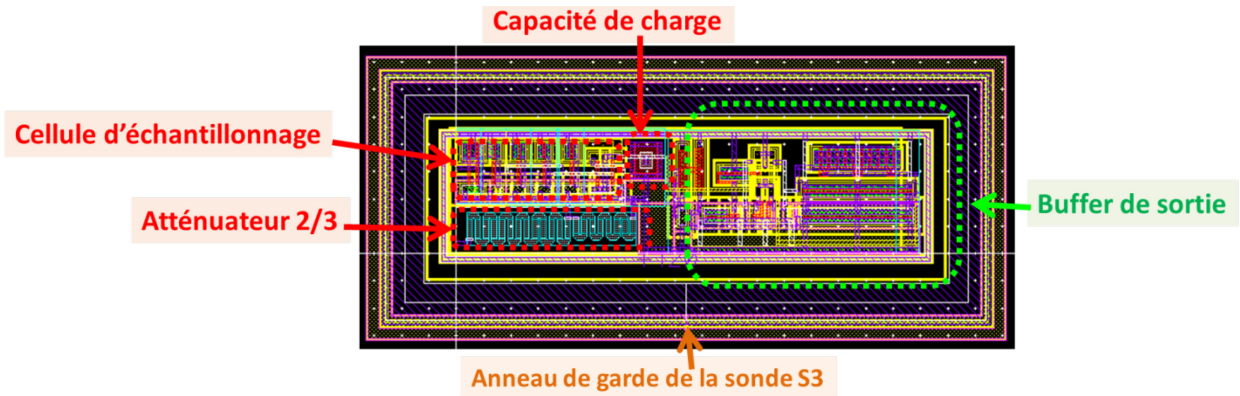 Capacité de charge
Cellule d'échantillonnage
Atténuateur 2/3
Buffer de sortie
Anneau de garde de la sonde S3